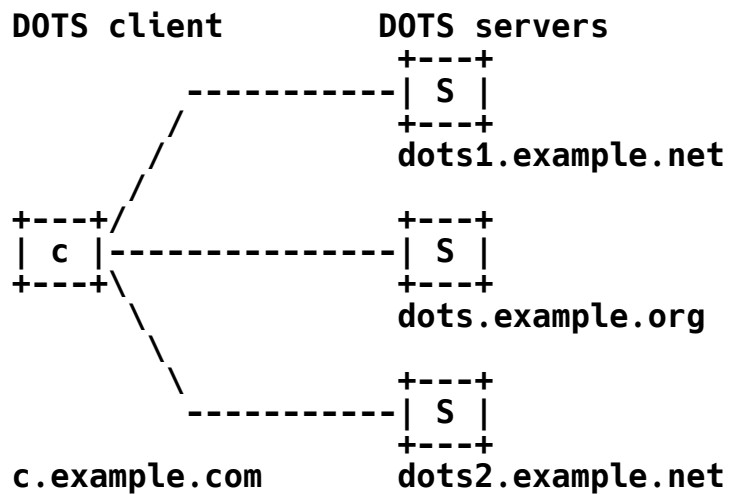 DOTS client        DOTS servers
                    +---+
         -----------| S |
        /           +---+
       /            dots1.example.net
      /
+---+/              +---+
| c |---------------| S |
+---+\              +---+
      \             dots.example.org
       \
        \           +---+
         -----------| S |
                    +---+
c.example.com       dots2.example.net